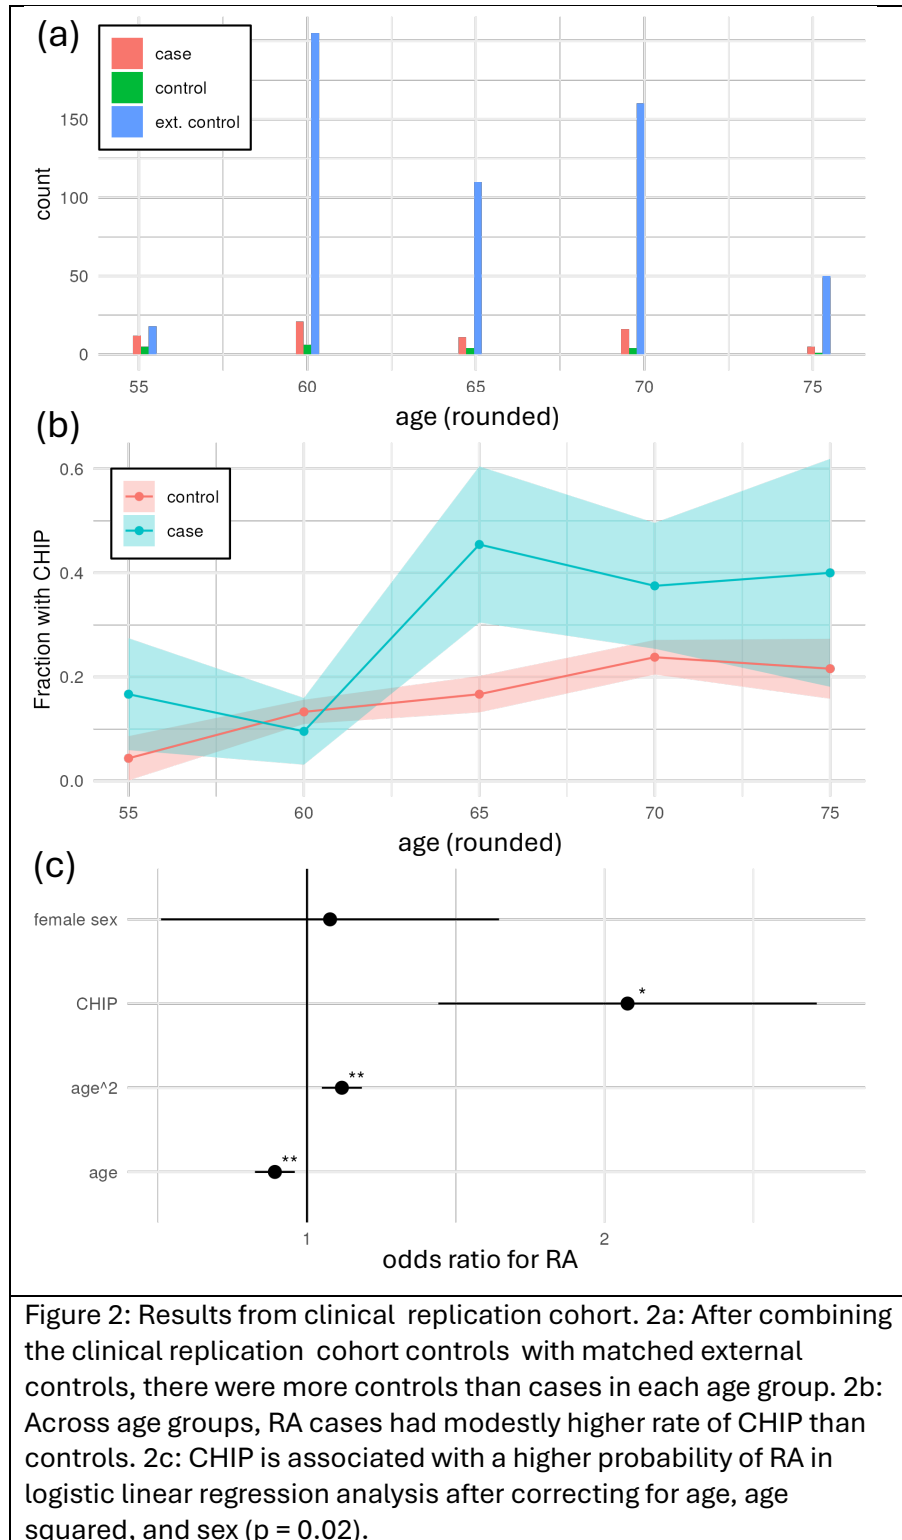 (a)
case
control
ext. control
150
100
50
0
count
55 60 65 70 75
age (rounded)
(b)
control
case
0.6
0.4
0.2
0.0
Fraction with CHIP
55 60 65 70 75
age (rounded)
(c)
female sex
CHIP
*
age^2
**
age
**
1 2
odds ratio for RA
Figure 2: Results from clinical replication cohort. 2a: After combining
the clinical replication cohort controls with matched external
controls, there were more controls than cases in each age group. 2b:
Across age groups, RA cases had modestly higher rate of CHIP than
controls. 2c: CHIP is associated with a higher probability of RA in
logistic linear regression analysis after correcting for age, age
squared, and sex (p = 0.02).